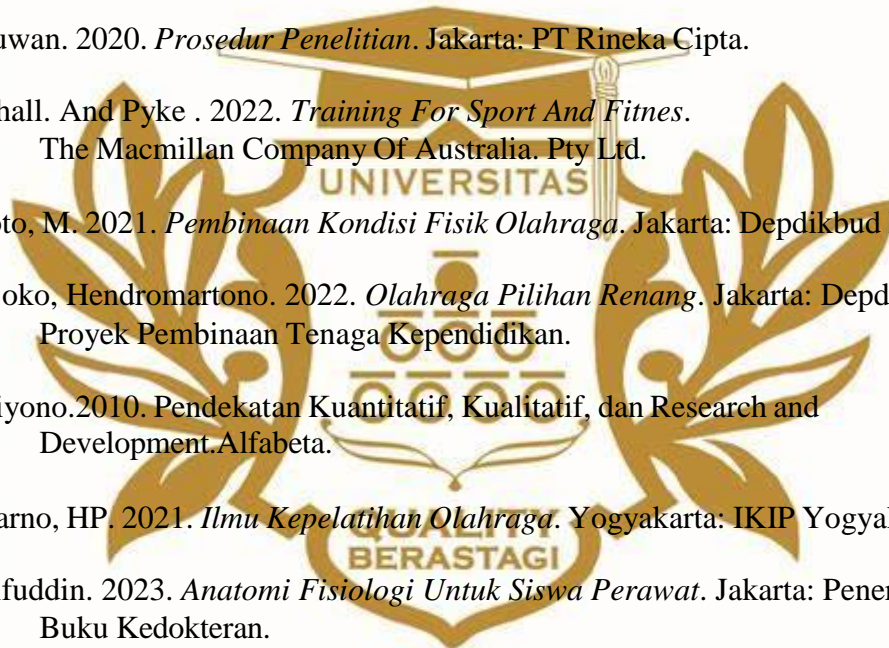 uwan. 2020. Prosedur Penelitian. Jakarta: PT Rineka Cipta.
hall. And Pyke . 2022. Training For Sport And Fitnes.
The Macmillan Company Of Australia. Pty Ltd.
UNIVERSITAS
oto, M. 2021. Pembinaan Kondisi Fisik Olahraga. Jakarta: Depdikbud
oko, Hendromartono. 2022. Olahraga Pilihan Renang. Jakarta: Depd
Proyek Pembinaan Tenaga Kependidikan.
iyono.2010. Pendekatan Kuantitatif, Kualitatif, dan Research and
Development.Alfabeta.
arno, HP. 2021. Ilmu Kepelatihan Olahraga. Yogyakarta: IKIP Yogya
QUALITY
BERASTAGI
fuddin. 2023. Anatomi Fisiologi Untuk Siswa Perawat. Jakarta: Pener
Buku Kedokteran.